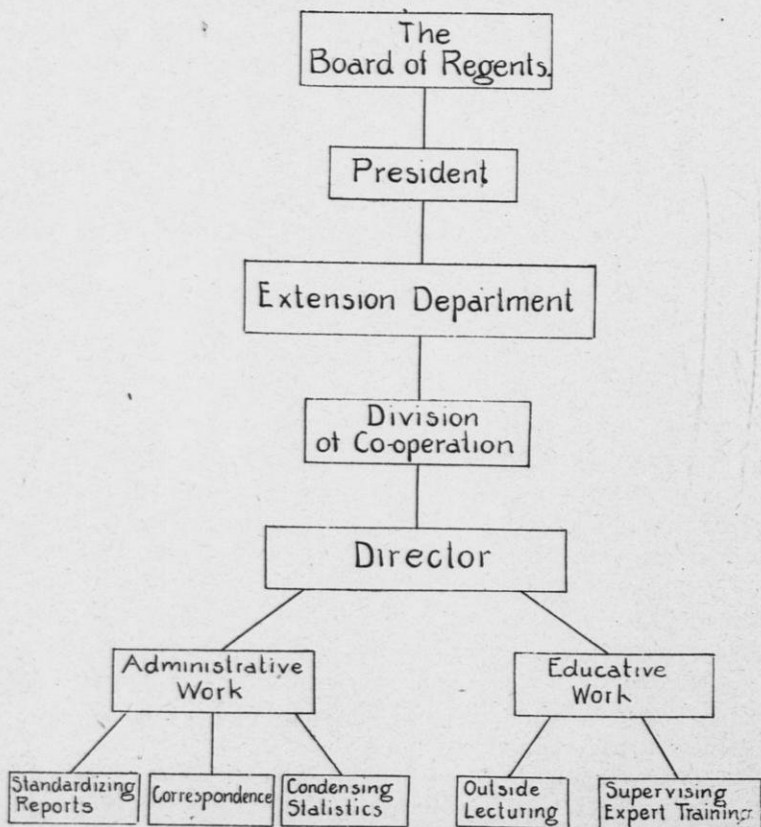 The
Board of Regents.
President
Extension Department
Division
of Co-operation
Director
Administrative
Work
Educative
Work
Standardizing
Reports
Correspondence
Condensing
Statistics
Outside
Lecturing
Supervising
Expert Training